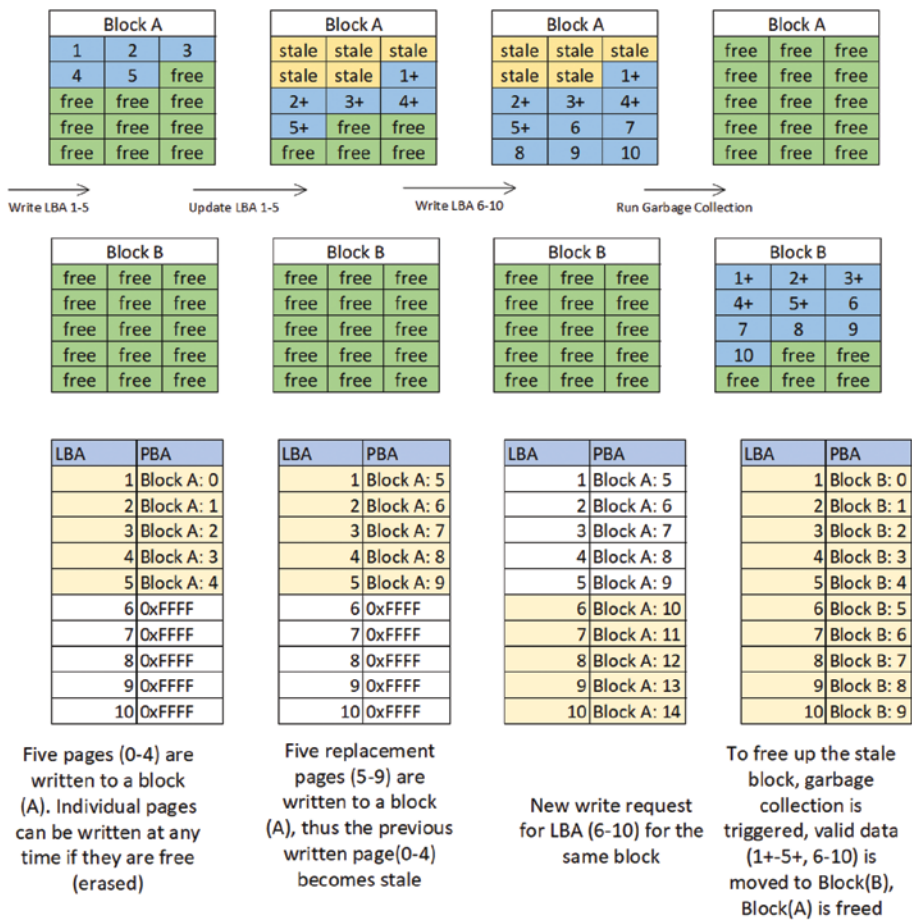 Block A Block A Block A Block A
1 2 3 stale stale stale stale stale stale free free free
4 5 free stale stale 1+ stale stale 1+ free free free
free free free 2+ 3+ 4+ 2+ 3+ 4+ free free free
free free free 5+ free free 5+ 6 7 free free free
free free free free free free 8 9 10 free free free
Write LBA 1-5 Update LBA 1-5 Write LBA 6-10 Run Garbage Collection
Block B Block B Block B Block B
free free free free free free free free free 1+ 2+ 3+
free free free free free free free free free 4+ 5+ 6
free free free free free free free free free 7 8 9
free free free free free free free free free 10 free free
free free free free free free free free free free free free
LBA PBA LBA PBA LBA PBA LBA PBA
1 Block A: 0 1 Block A: 5 1 Block A: 5 1 Block B: 0
2 Block A: 1 2 Block A: 6 2 Block A: 6 2 Block B: 1
3 Block A: 2 3 Block A: 7 3 Block A: 7 3 Block B: 2
4 Block A: 3 4 Block A: 8 4 Block A: 8 4 Block B: 3
5 Block A: 4 5 Block A: 9 5 Block A: 9 5 Block B: 4
6 0xFFFF 6 0xFFFF 6 Block A: 10 6 Block B: 5
7 0xFFFF 7 0xFFFF 7 Block A: 11 7 Block B: 6
8 0xFFFF 8 0xFFFF 8 Block A: 12 8 Block B: 7
9 0xFFFF 9 0xFFFF 9 Block A: 13 9 Block B: 8
10 0xFFFF 10 0xFFFF 10 Block A: 14 10 Block B: 9
Five pages (0-4) are
written to a block
(A). Individual pages
can be written at any
time if they are free
(erased)
Five replacement
pages (5-9) are
written to a block
(A), thus the previous
written page(0-4)
becomes stale
New write request
for LBA (6-10) for the
same block
To free up the stale
block, garbage
collection is
triggered, valid data
(1+-5+, 6-10) is
moved to Block(B),
Block(A) is freed